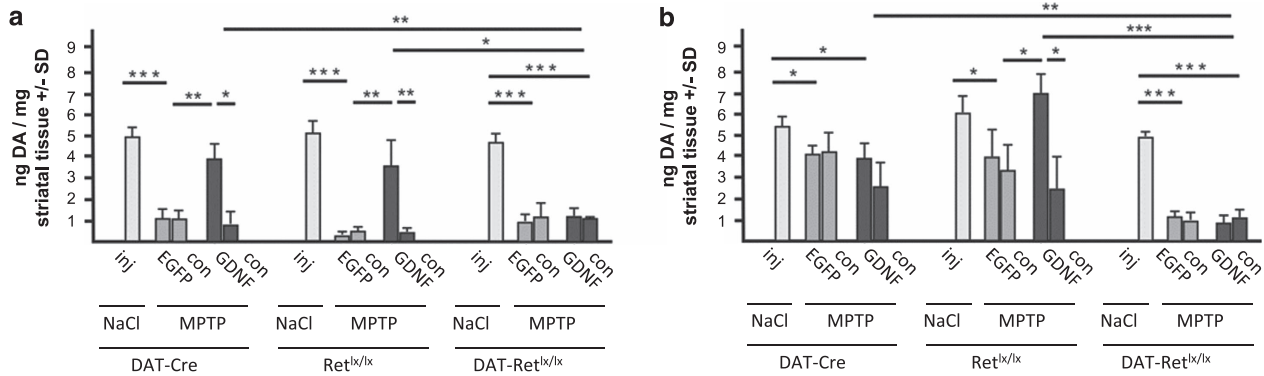 a
ng DA / mg
striatal tissue +/- SD
9
8
7
6
5
4
3
2
1
**
*
*** *** ***
** * ** ** ***
inj EGFP con GDNF con inj EGFP con GDNF con inj EGFP con GDNF con
NaCl MPTP NaCl MPTP NaCl MPTP
DAT-Cre Ret lx/lx DAT-Ret lx/lx
b
ng DA / mg
striatal tissue +/- SD
9
8
7
6
5
4
3
2
1
**
***
* * *
* * ***
***
inj EGFP con GDNF con inj EGFP con GDNF con inj EGFP con GDNF con
NaCl MPTP NaCl MPTP NaCl MPTP
DAT-Cre Ret lx/lx DAT-Ret lx/lx